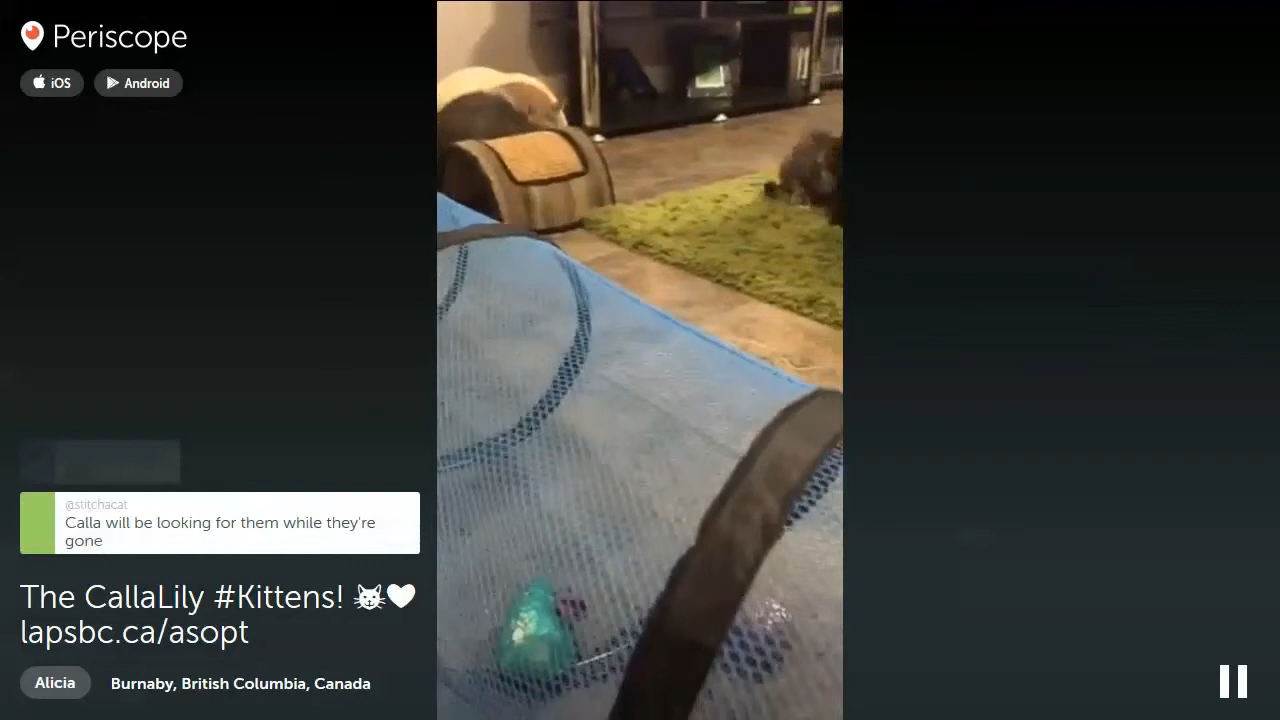 Periscope
iOS
Android
@stitchacat
Calla will be looking for them while they're
gone
The CallaLily #Kittens! 🐱❤
lapsbc.ca/asopt
Alicia
Burnaby, British Columbia, Canada